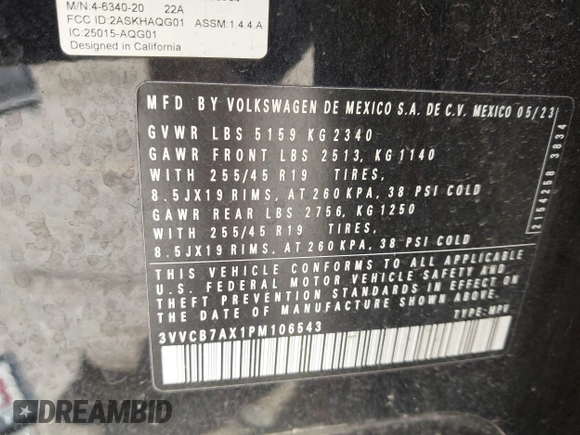 M/N:4-6340-20 22A
FCC ID:2ASKHAQG01 ASSM:1.4.4.A
IC:25015-AQG01
Designed in California
MFD BY VOLKSWAGEN DE MEXICO S.A. DE C.V. MEXICO 05/23
GVWR LBS 5159 KG 2340
GAWR FRONT LBS 2513, KG 1140
WITH 255/45 R19 TIRES,
8.5JX19 RIMS, AT 260 KPA, 38 PSI COLD
GAWR REAR LBS 2756, KG 1250
WITH 255/45 R19 TIRES,
8.5JX19 RIMS, AT 260 KPA, 38 PSI COLD
THIS VEHICLE CONFORMS TO ALL APPLICABLE
U.S. FEDERAL MOTOR VEHICLE SAFETY AND,
THEFT PREVENTION STANDARDS IN EFFECT ON
THE DATE OF MANUFACTURE SHOWN ABOVE.
3VVCB7AX1PM106543 TYPE:MPV
2154258 3834
DREAMBID